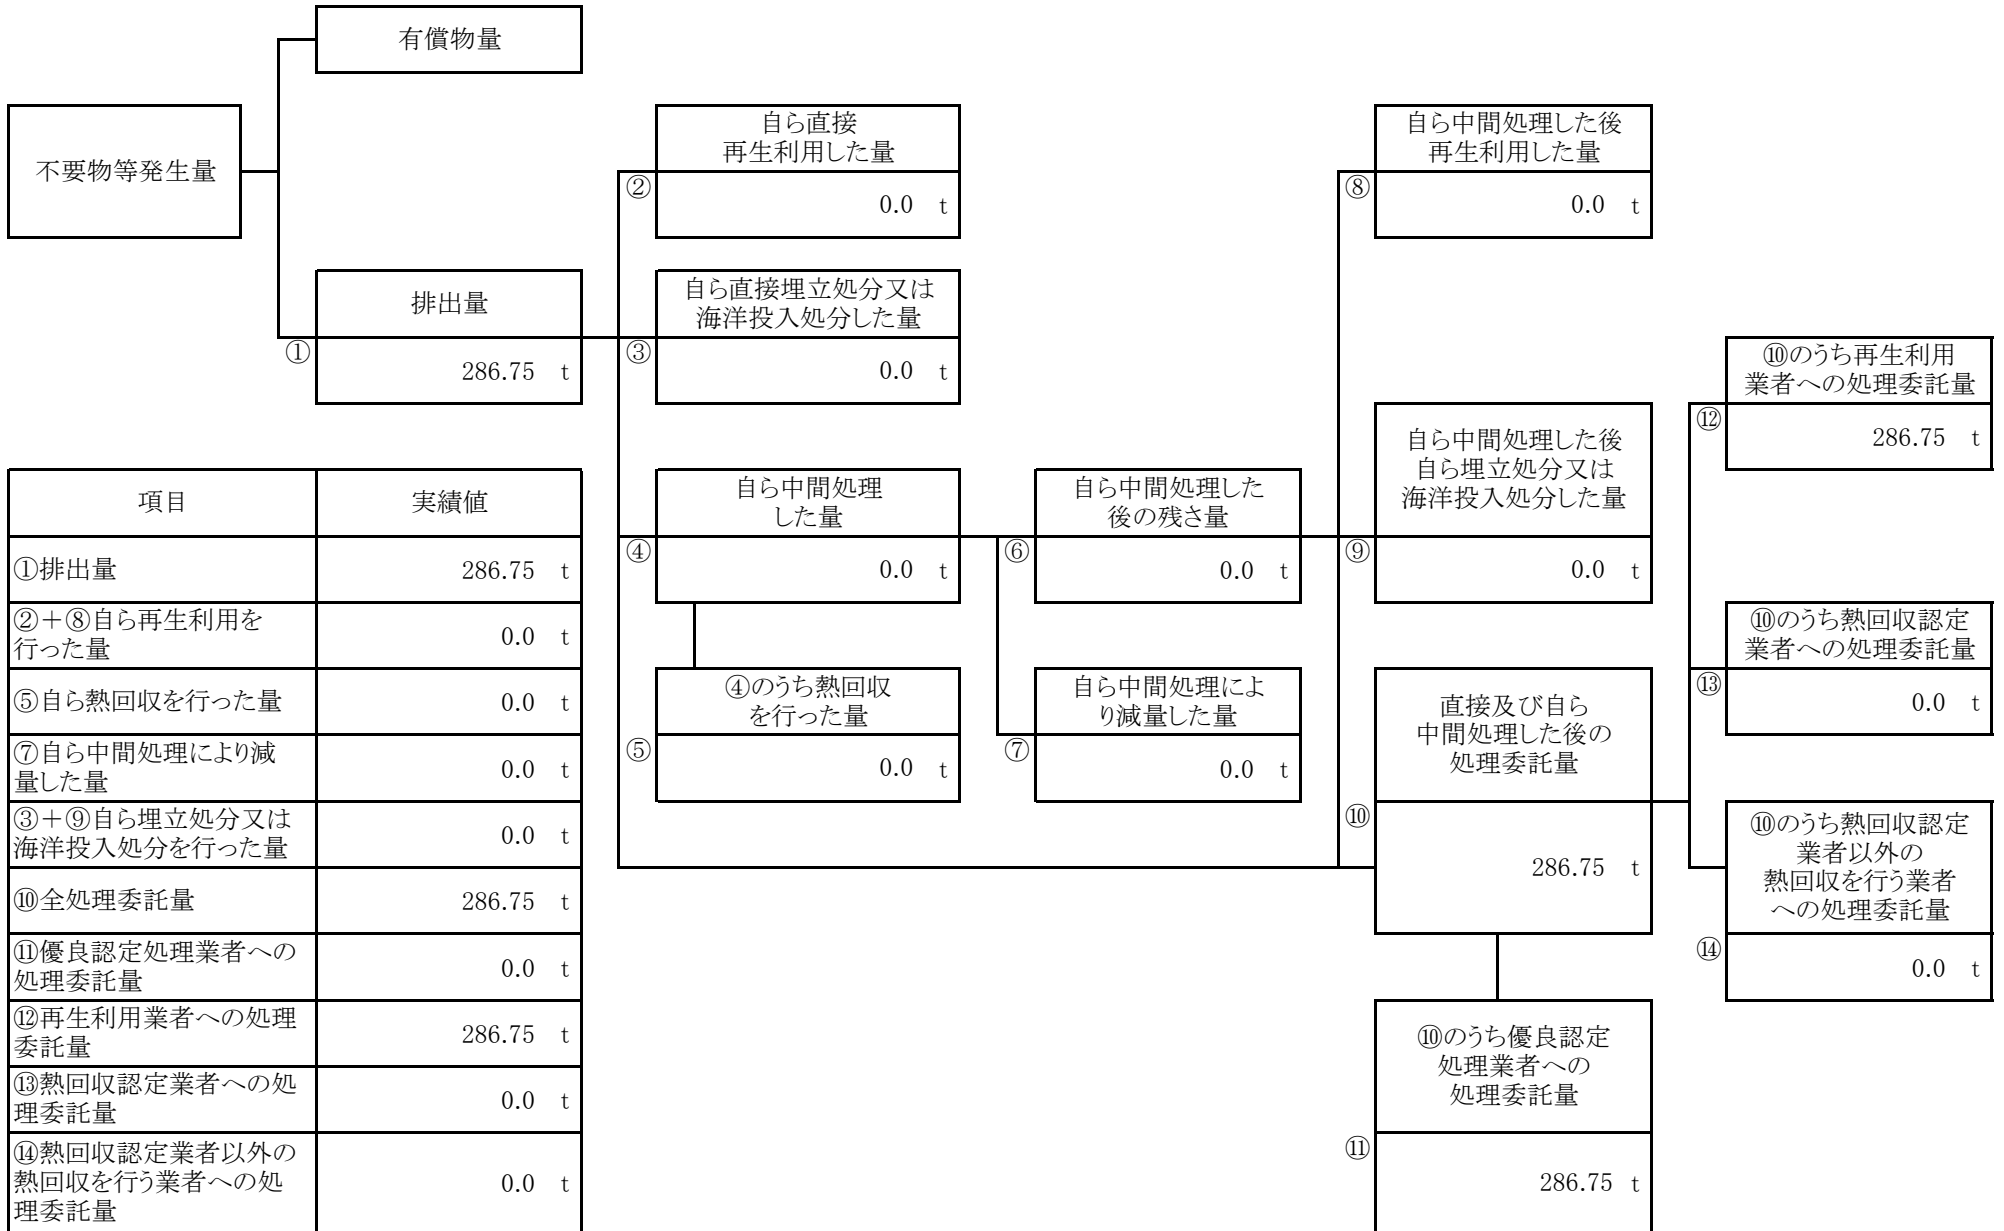 有償物量
不要物等発生量
排出量
①
286.75 t
自ら直接
再生利用した量
②
0.0 t
自ら直接埋立処分又は
海洋投入処分した量
③
0.0 t
自ら中間処理
した量
④
0.0 t
④のうち熱回収
を行った量
⑤
0.0 t
自ら中間処理した
後の残さ量
⑥
0.0 t
自ら中間処理によ
り減量した量
⑦
0.0 t
自ら中間処理した後
再生利用した量
⑧
0.0 t
自ら中間処理した後
自ら埋立処分又は
海洋投入処分した量
⑨
0.0 t
直接及び自ら
中間処理した後の
処理委託量
⑩
286.75 t
⑩のうち優良認定
処理業者への
処理委託量
⑪
286.75 t
⑩のうち再生利用
業者への処理委託量
⑫
286.75 t
⑩のうち熱回収認定
業者への処理委託量
⑬
0.0 t
⑩のうち熱回収認定
業者以外の
熱回収を行う業者
への処理委託量
⑭
0.0 t
項目 実績値
①排出量 286.75 t
②＋⑧自ら再生利用を
行った量 0.0 t
⑤自ら熱回収を行った量 0.0 t
⑦自ら中間処理により減
量した量 0.0 t
③＋⑨自ら埋立処分又は
海洋投入処分を行った量 0.0 t
⑩全処理委託量 286.75 t
⑪優良認定処理業者への
処理委託量 0.0 t
⑫再生利用業者への処理
委託量 286.75 t
⑬熱回収認定業者への処
理委託量 0.0 t
⑭熱回収認定業者以外の
熱回収を行う業者への処
理委託量 0.0 t